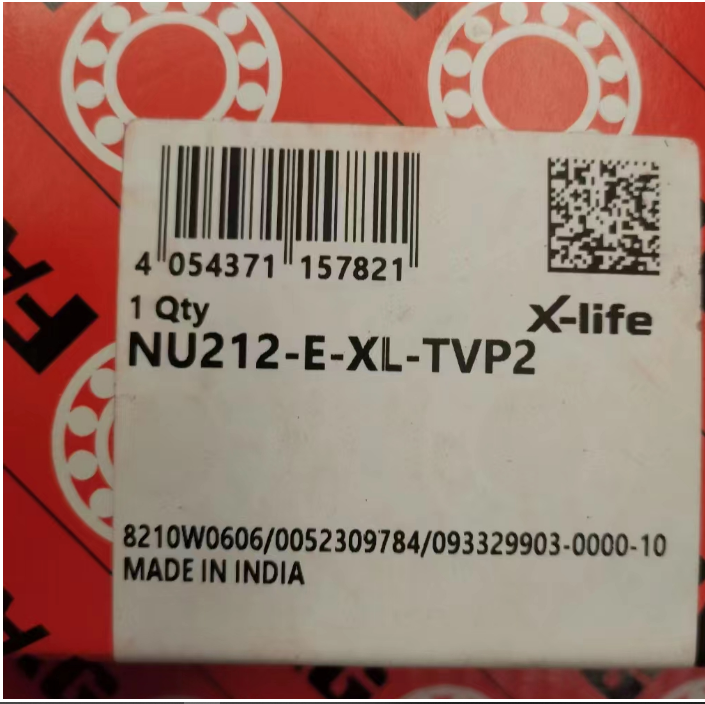 4 054371 157821
1 Qty
X-life
NU212-E-XL-TVP2
8210W0606/0052309784/093329903-0000-10
MADE IN INDIA